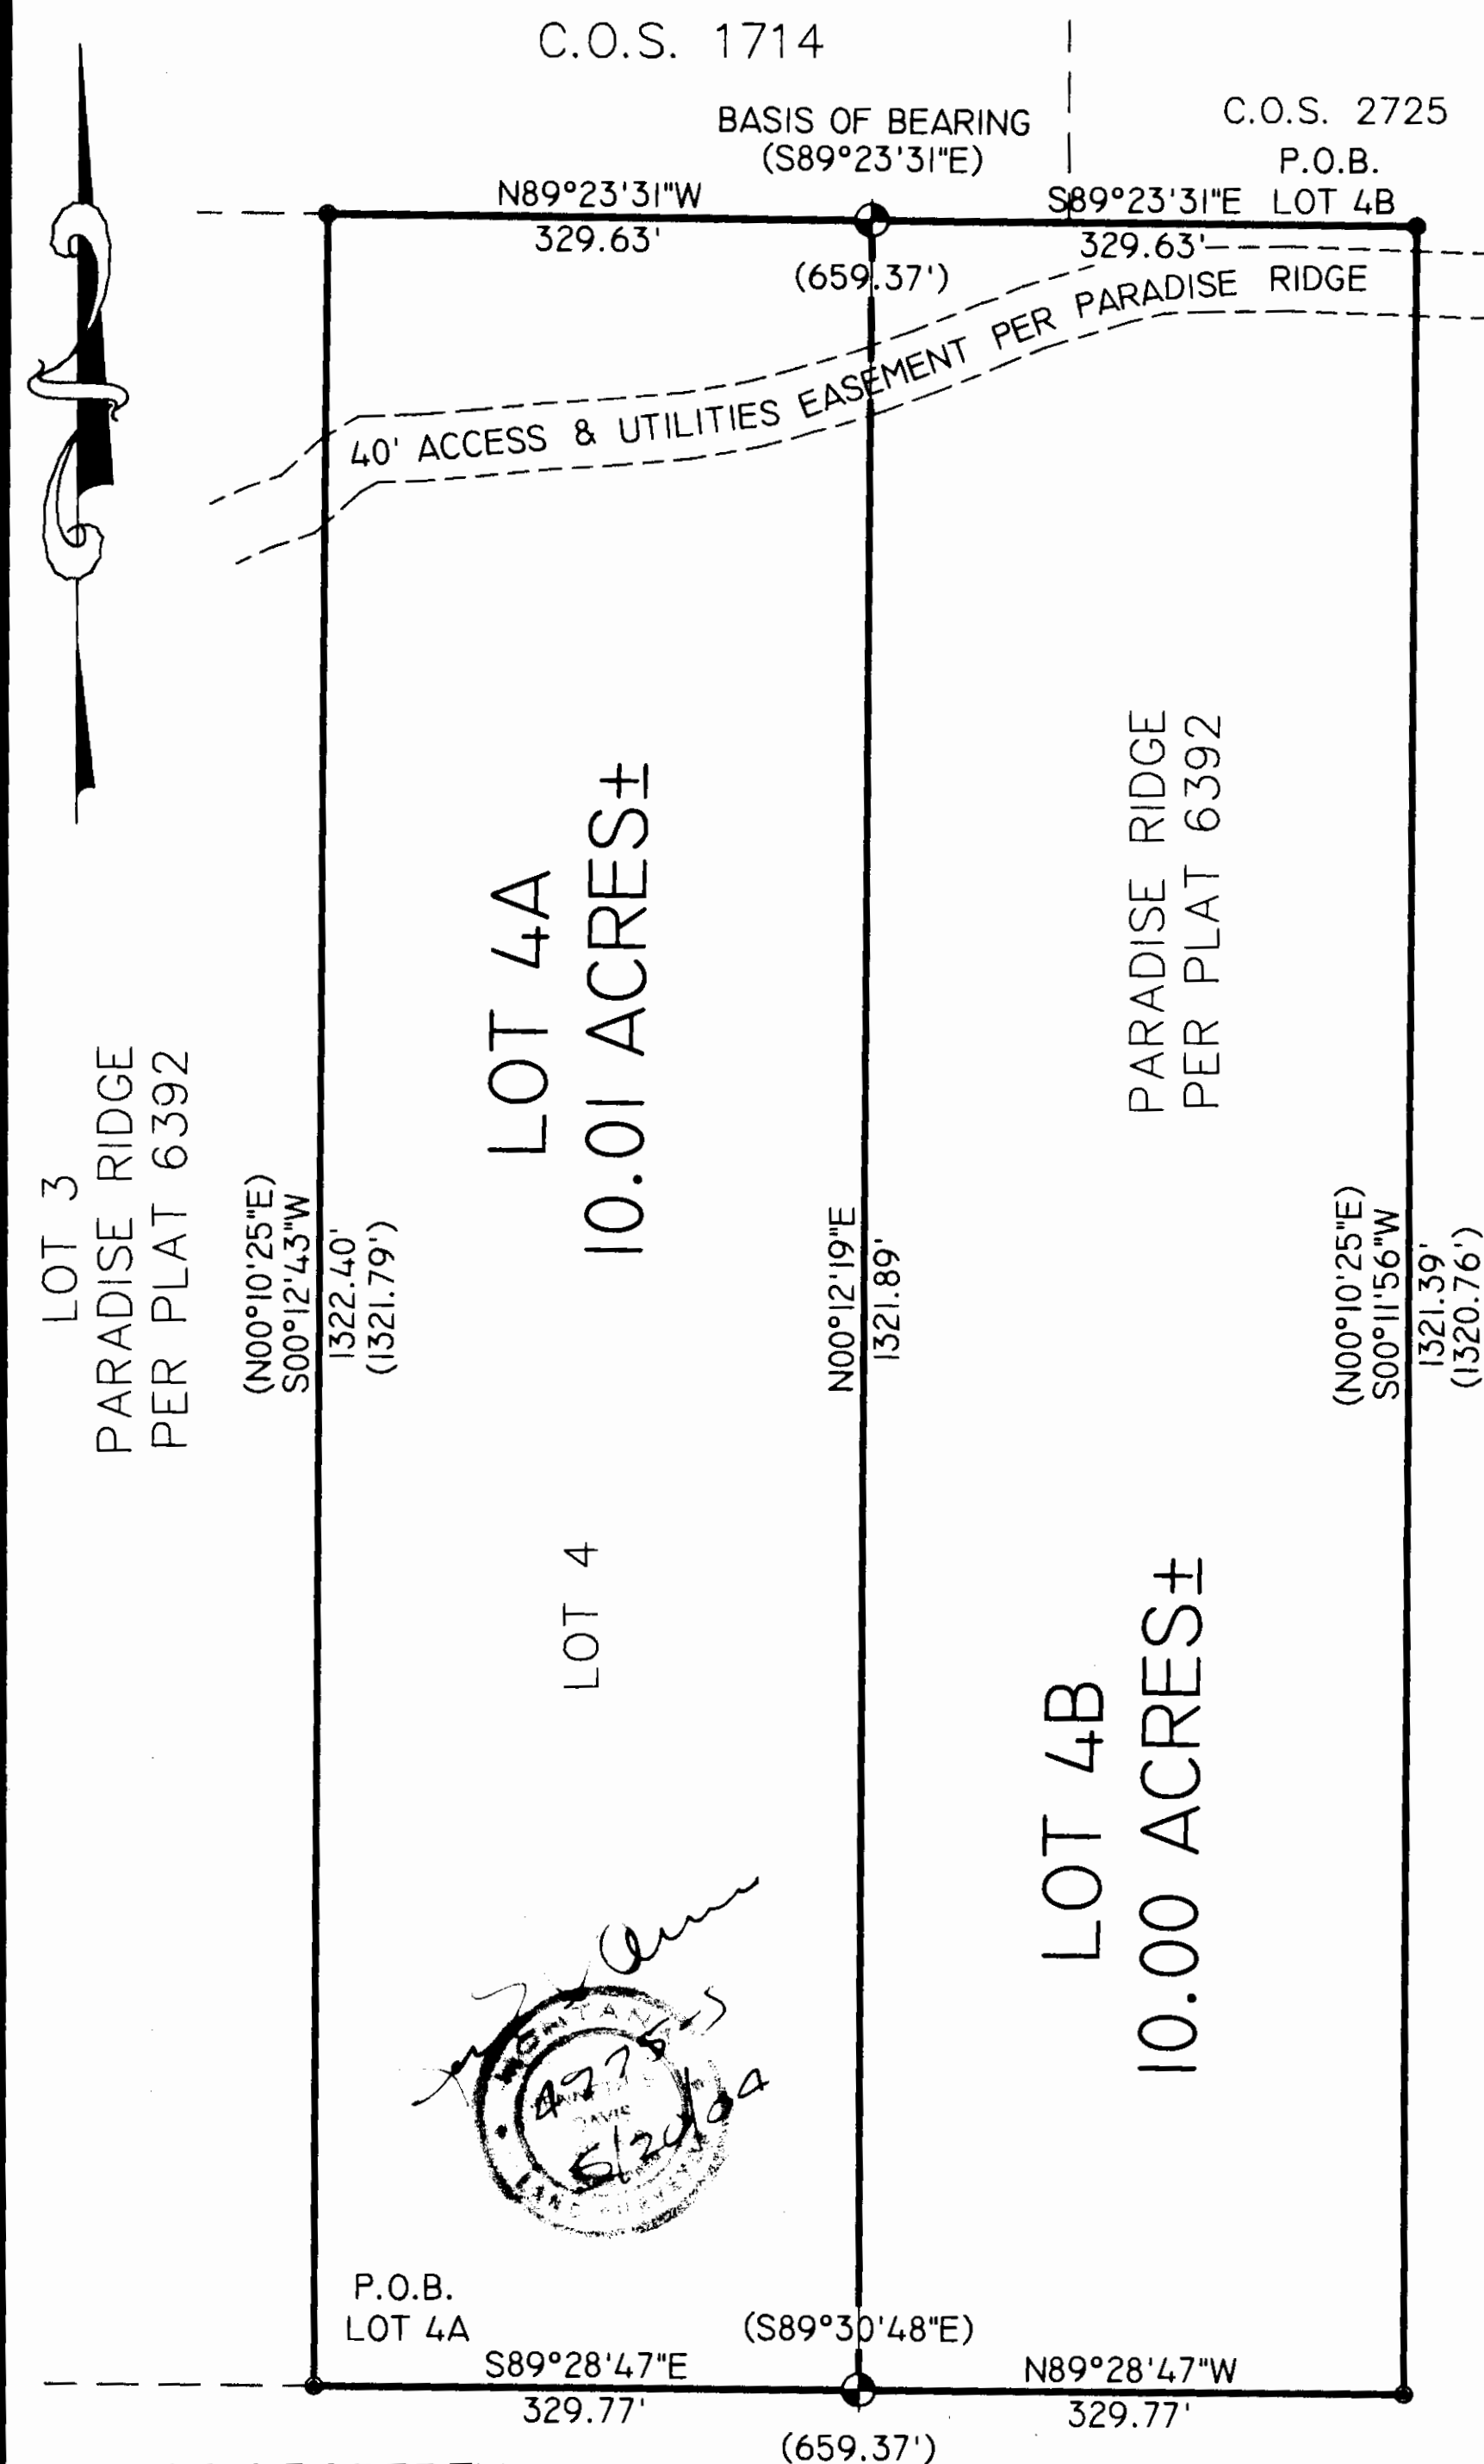 C.O.S. 1714
BASIS OF BEARING
(S89°23'31"E)
C.O.S. 2725
P.O.B.
LOT 4B
N89°23'31"W
329.63'
S89°23'31"E
329.63'
(659.37')
40' ACCESS & UTILITIES EASEMENT PER PARADISE RIDGE
LOT 3
PARADISE RIDGE
PER PLAT 6392
(N00°10'25"E)
S00°12'43"W
1322.40'
(1321.79')
LOT 4A
10.01 ACRES±
LOT 4
N00°12'19"E
1321.89'
PARADISE RIDGE
PER PLAT 6392
LOT 4B
10.00 ACRES±
(N00°10'25"E)
S00°11'56"W
1321.39'
(1320.76')
MONTANA
4975-S
DAVIS
P.O.B.
LOT 4A
(S89°30'48"E)
S89°28'47"E
329.77'
N89°28'47"W
329.77'
(659.37')